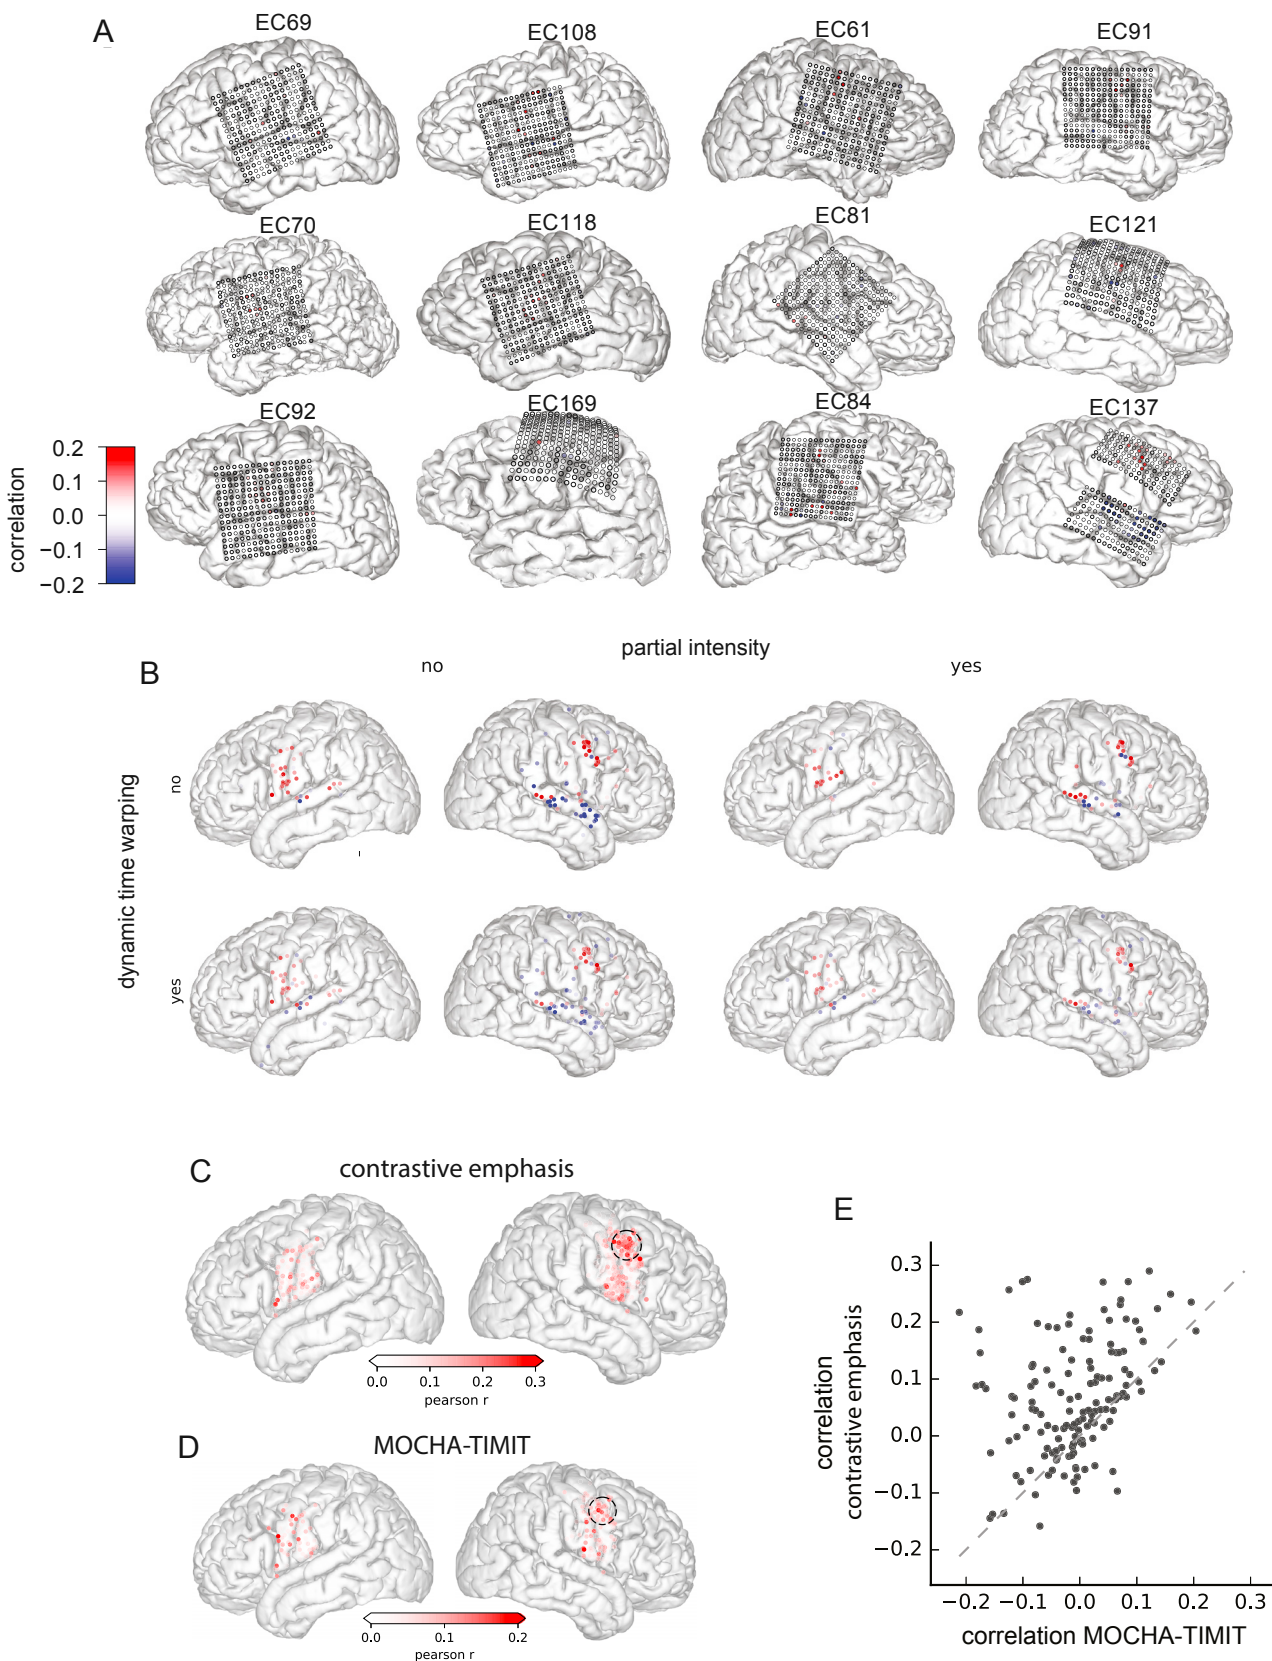 A
EC69
EC108
EC61
EC91
EC70
EC118
EC81
EC121
EC92
EC169
EC84
EC137
correlation
0.2
0.1
0.0
−0.1
−0.2
B
partial intensity
no
yes
dynamic time warping
no
yes
C
contrastive emphasis
0.0
0.1
0.2
0.3
pearson r
D
MOCHA-TIMIT
0.0
0.1
0.2
pearson r
E
correlation
contrastive emphasis
0.3
0.2
0.1
0.0
−0.1
−0.2
−0.2
−0.1
0.0
0.1
0.2
0.3
correlation MOCHA-TIMIT